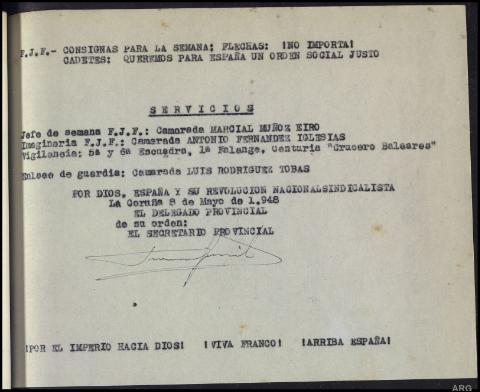 F.J.F.- CONSIGNAS PARA LA SEMANA; FLECHAS: ¡NO IMPORTA!
CADETES: QUEREMOS PARA ESPAÑA UN ORDEN SOCIAL JUSTO
SERVICIOS
Jefe de semana F.J.F.: Camarada MARCIAL MUÑOZ EIRO
Imaginaria F.J.F.: Camarada ANTONIO FERNANDEZ IGLESIAS
Vigilancia: 5a y 6a Escuadra, 1a Falange, Centuria "Crucero Baleares"
Enlace de guardia: Camarada LUIS RODRIGUEZ TOBAS
POR DIOS, ESPAÑA Y SU REVOLUCION NACIONALSINDICALISTA
La Coruña 8 de Mayo de 1.948
EL DELEGADO PROVINCIAL
de su orden:
EL SECRETARIO PROVINCIAL
¡POR EL IMPERIO HACIA DIOS! ¡VIVA FRANCO! ¡ARRIBA ESPAÑA!
ARG